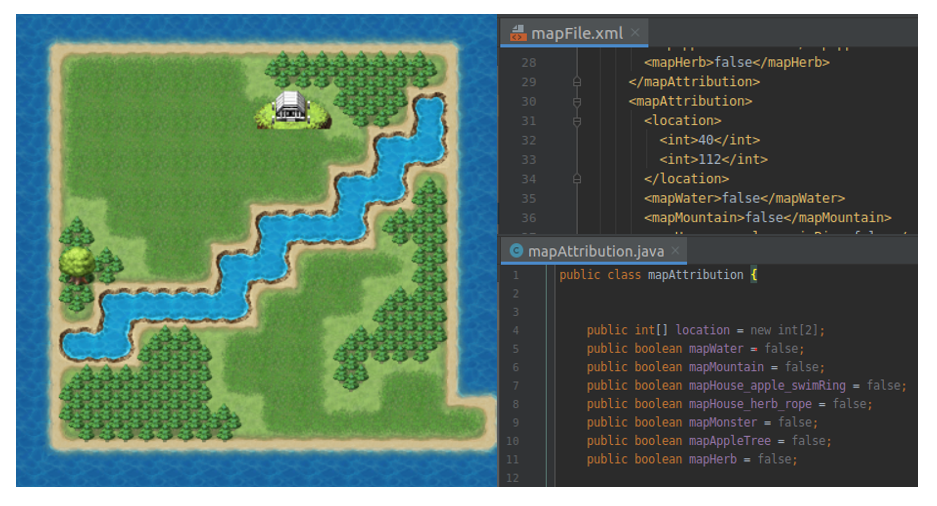 mapFile.xml
28 <mapHerb>false</mapHerb>
29 </mapAttribution>
30 <mapAttribution>
31 <location>
32 <int>40</int>
33 <int>112</int>
34 </location>
35 <mapWater>false</mapWater>
36 <mapMountain>false</mapMountain>
mapAttribution.java
1 public class mapAttribution {
2
3
4 public int[] location = new int[2];
5 public boolean mapWater = false;
6 public boolean mapMountain = false;
7 public boolean mapHouse_apple_swimRing = false;
8 public boolean mapHouse_herb_rope = false;
9 public boolean mapMonster = false;
10 public boolean mapAppleTree = false;
11 public boolean mapHerb = false;
12